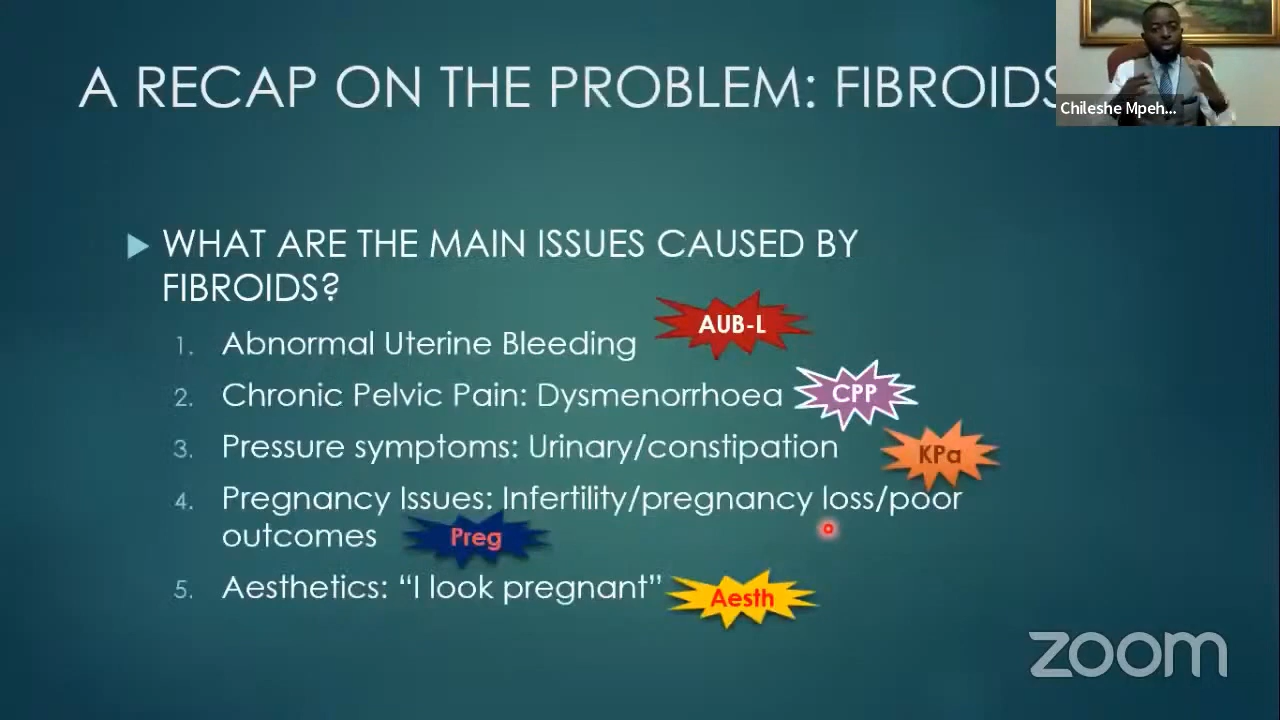 A RECAP ON THE PROBLEM: FIBROIDS
Chileshe Mpeh...
WHAT ARE THE MAIN ISSUES CAUSED BY
FIBROIDS?
1. Abnormal Uterine Bleeding AUB-L
2. Chronic Pelvic Pain: Dysmenorrhoea CPP
3. Pressure symptoms: Urinary/constipation KPa
4. Pregnancy Issues: Infertility/pregnancy loss/poor
outcomes Preg
5. Aesthetics: “I look pregnant” Aesth
zoom